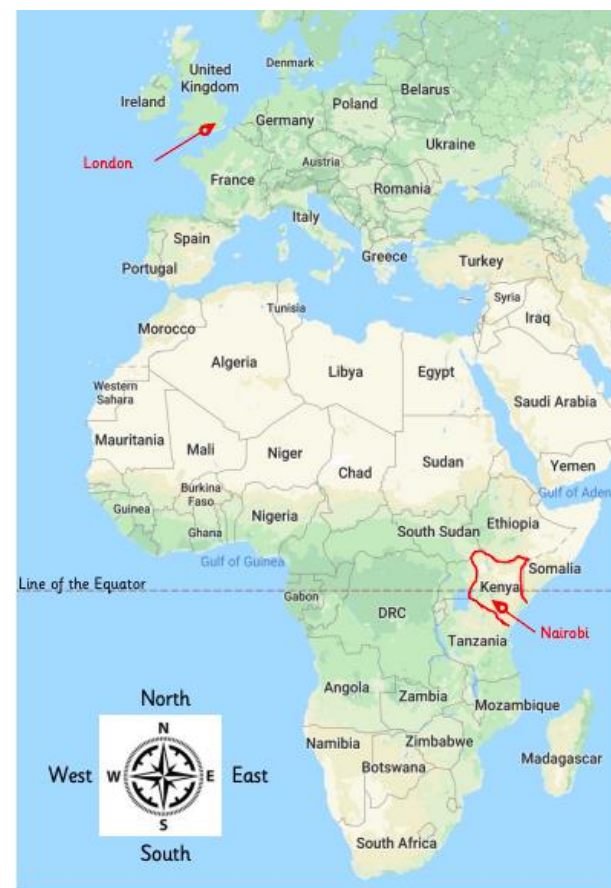 Denmark
United
Kingdom
Ireland
Belarus
Poland
Germany
London
Ukraine
Austria
France
Romania
Italy
Spain
Greece
Portugal
Turkey
Tunisia
Syria
Morocco
Iraq
Algeria
Libya
Egypt
Western
Sahara
Saudi Arabia
Mauritania
Mali
Niger
Chad
Sudan
Yemen
Burkina
Faso
Gulf of Aden
Guinea
Nigeria
Ethiopia
Ghana
South Sudan
Gulf of Guinea
Somalia
Line of the Equator
Kenya
Gabon
DRC
Nairobi
Tanzania
Angola
Zambia
Mozambique
North
N
Namibia
Zimbabwe
Madagascar
Botswana
West
W
E
East
S
South
South Africa